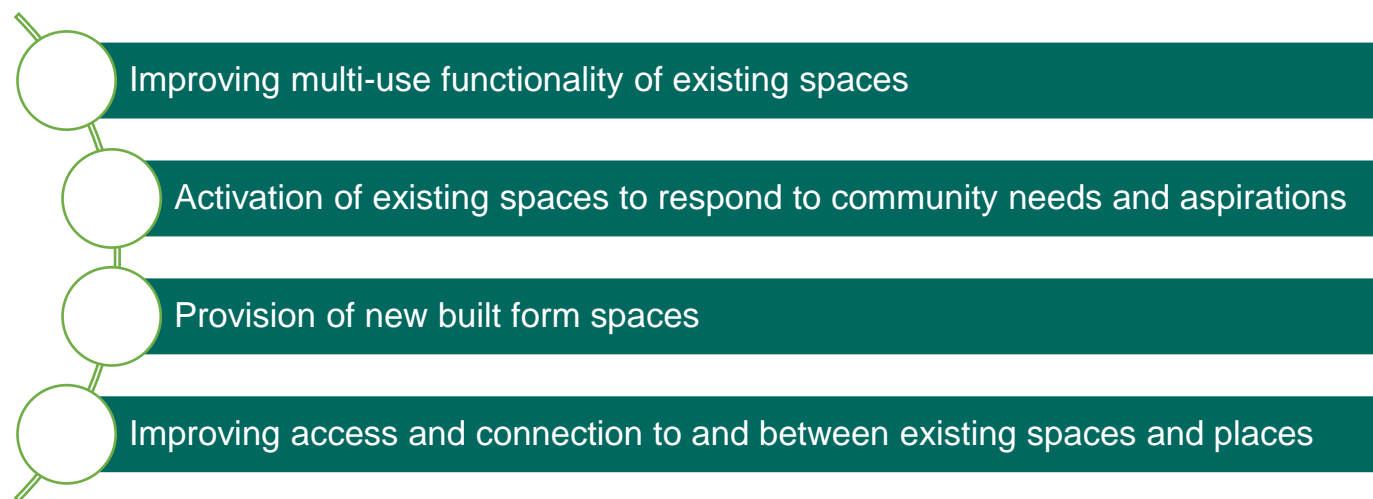 Improving multi-use functionality of existing spaces
Activation of existing spaces to respond to community needs and aspirations
Provision of new built form spaces
Improving access and connection to and between existing spaces and places